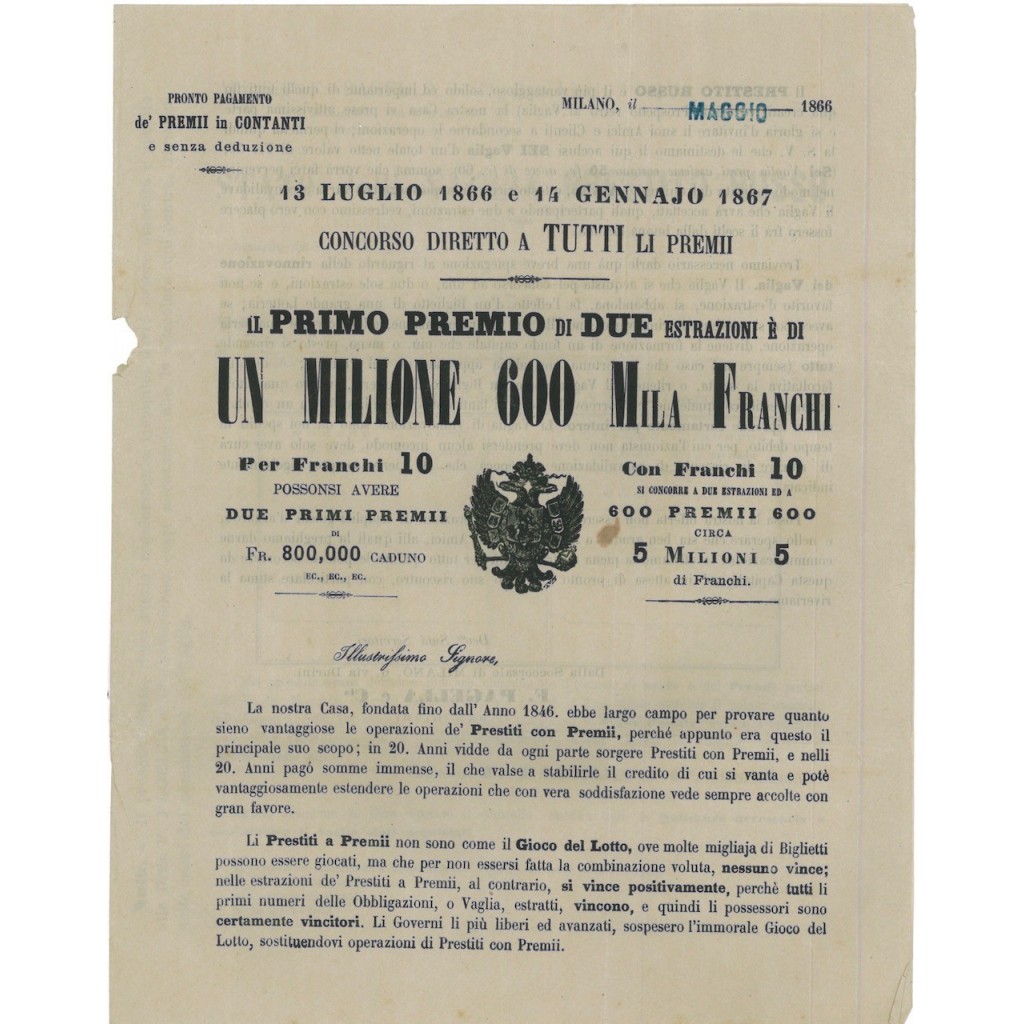 PRONTO PAGAMENTO
de' PREMII in CONTANTI
e senza deduzione
MILANO, il MAGGIO 1866
13 LUGLIO 1866 e 14 GENNAJO 1867
CONCORSO DIRETTO A TUTTI LI PREMII
IL PRIMO PREMIO DI DUE ESTRAZIONI È DI
UN MILIONE 600 MILA FRANCHI
Per Franchi 10
POSSONSI AVERE
DUE PRIMI PREMII
DI
FR. 800,000 CADUNO
EC., EC., EC.
Con Franchi 10
SI CONCORRE A DUE ESTRAZIONI ED A
600 PREMII 600
CIRCA
5 MILIONI 5
di Franchi.
Illustrissimo Signore,
La nostra Casa, fondata fino dall' Anno 1846. ebbe largo campo per provare quanto
sieno vantaggiose le operazioni de' Prestiti con Premii, perché appunto era questo il
principale suo scopo; in 20. Anni vidde da ogni parte sorgere Prestiti con Premii, e nelli
20. Anni pagó somme immense, il che valse a stabilirle il credito di cui si vanta e potè
vantaggiosamente estendere le operazioni che con vera soddisfazione vede sempre accolte con
gran favore.
Li Prestiti a Premii non sono come il Gioco del Lotto, ove molte migliaja di Biglietti
possono essere giocati, ma che per non essersi fatta la combinazione voluta, nessuno vince;
nelle estrazioni de' Prestiti a Premii, al contrario, si vince positivamente, perchè tutti li
primi numeri delle Obbligazioni, o Vaglia, estratti, vincono, e quindi li possessori sono
certamente vincitori. Li Governi li più liberi ed avanzati, sospesero l'immorale Gioco del
Lotto, sostituendovi operazioni di Prestiti con Premii.